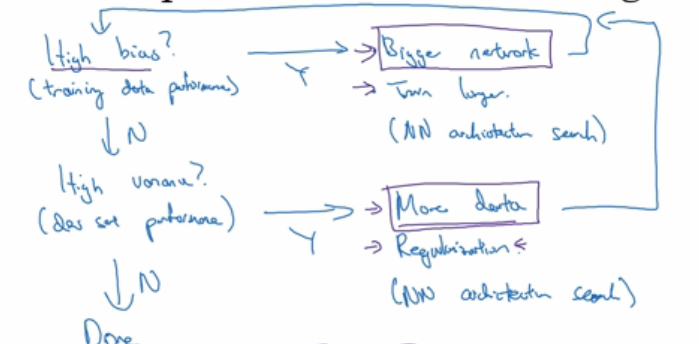 High bias?
(training data performance)
Y
Bigger network
Train longer.
(NN architecture search)
N
High variance?
(dev set performance)
Y
More data
Regularization
(NN architecture search)
N
Done